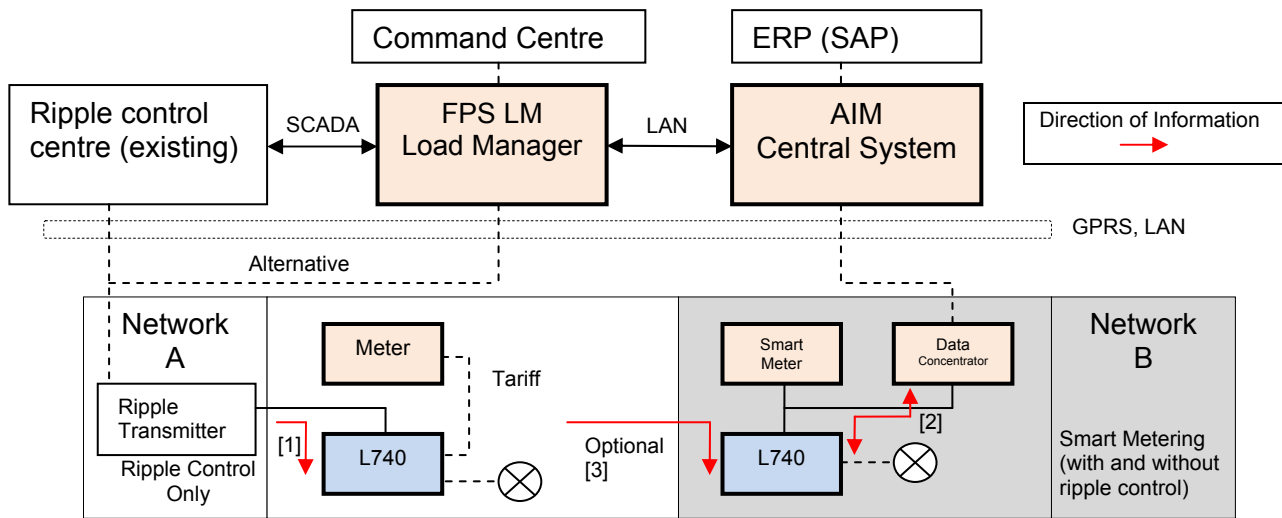 Command Centre
ERP (SAP)
Ripple control
centre (existing)
SCADA
FPS LM
Load Manager
LAN
AIM
Central System
Direction of Information
GPRS, LAN
Alternative
Network
A
Meter
Tariff
Ripple
Transmitter
[1]
L740
Ripple Control
Only
Optional
[3]
Smart
Meter
Data
Concentrator
[2]
L740
Network
B
Smart Metering
(with and without
ripple control)